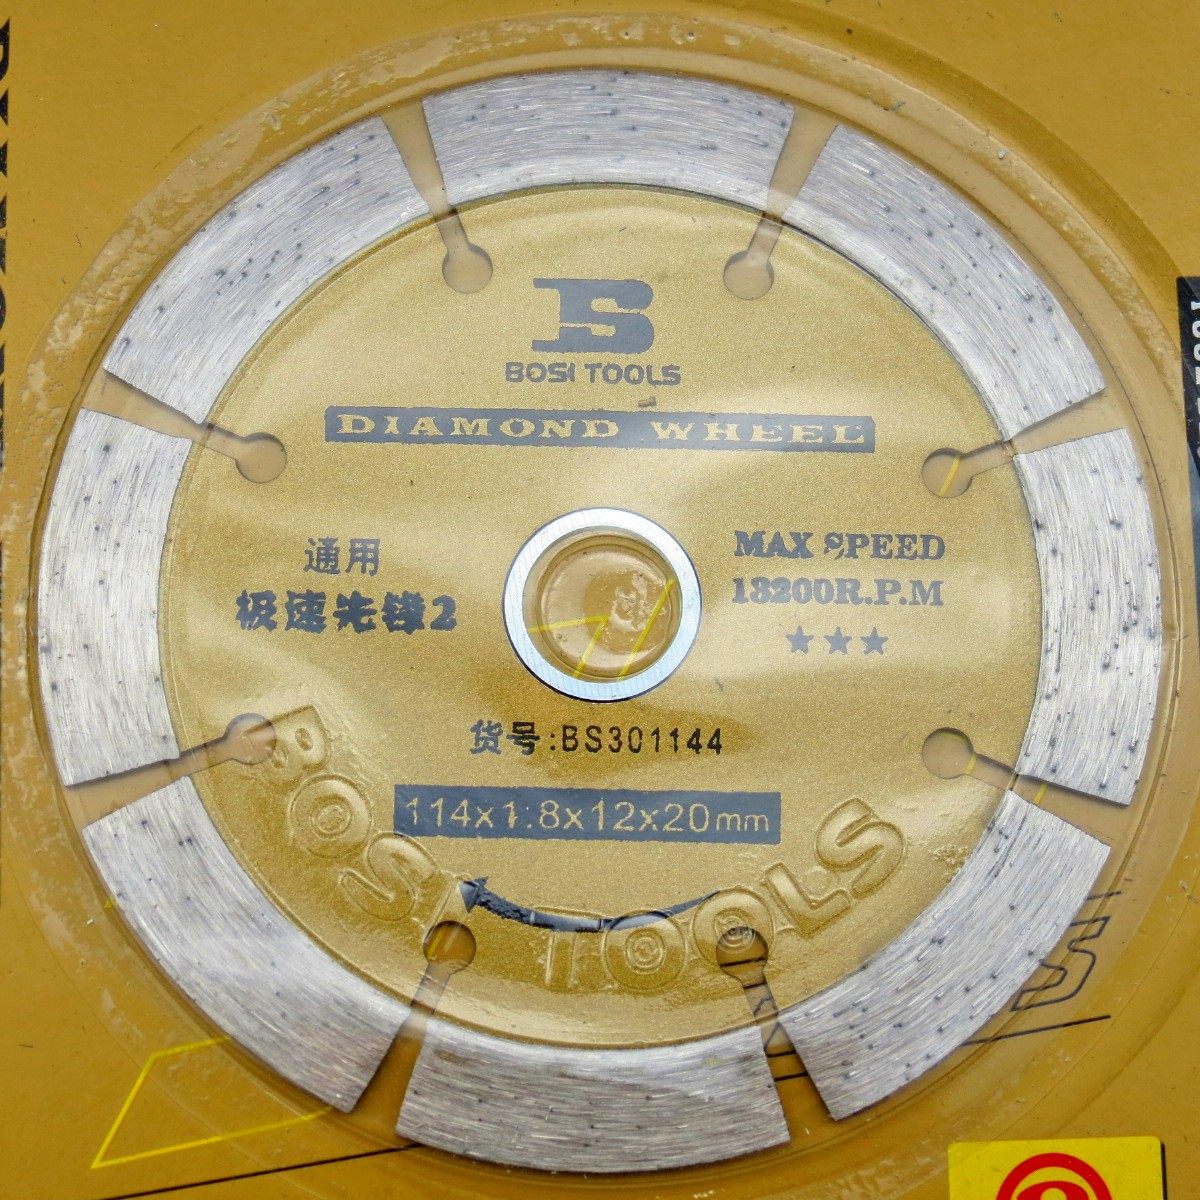 BOSI TOOLS
DIAMOND WHEEL
通用
极速先锋2
MAX SPEED
13200R.P.M
货号:BS301144
114x1.8x12x20mm
BOSI TOOLS